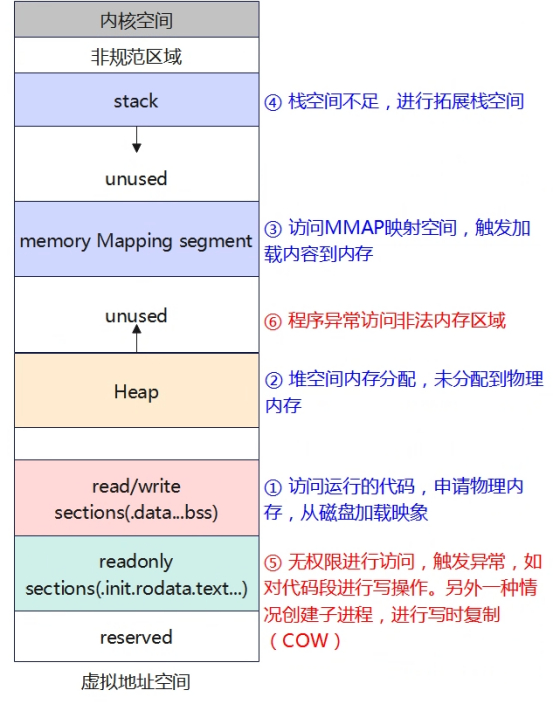 内核空间
非规范区域
stack
④ 栈空间不足，进行拓展栈空间
unused
memory Mapping segment
③ 访问MMAP映射空间，触发加
载内容到内存
unused
⑥ 程序异常访问非法内存区域
Heap
② 堆空间内存分配，未分配到物理
内存
read/write
sections(.data...bss)
① 访问运行的代码，申请物理内
存，从磁盘加载映象
readonly
sections(.init.rodata.text...)
⑤ 无权限进行访问，触发异常，如
对代码段进行写操作。另外一种情
况创建子进程，进行写时复制
（COW）
reserved
虚拟地址空间